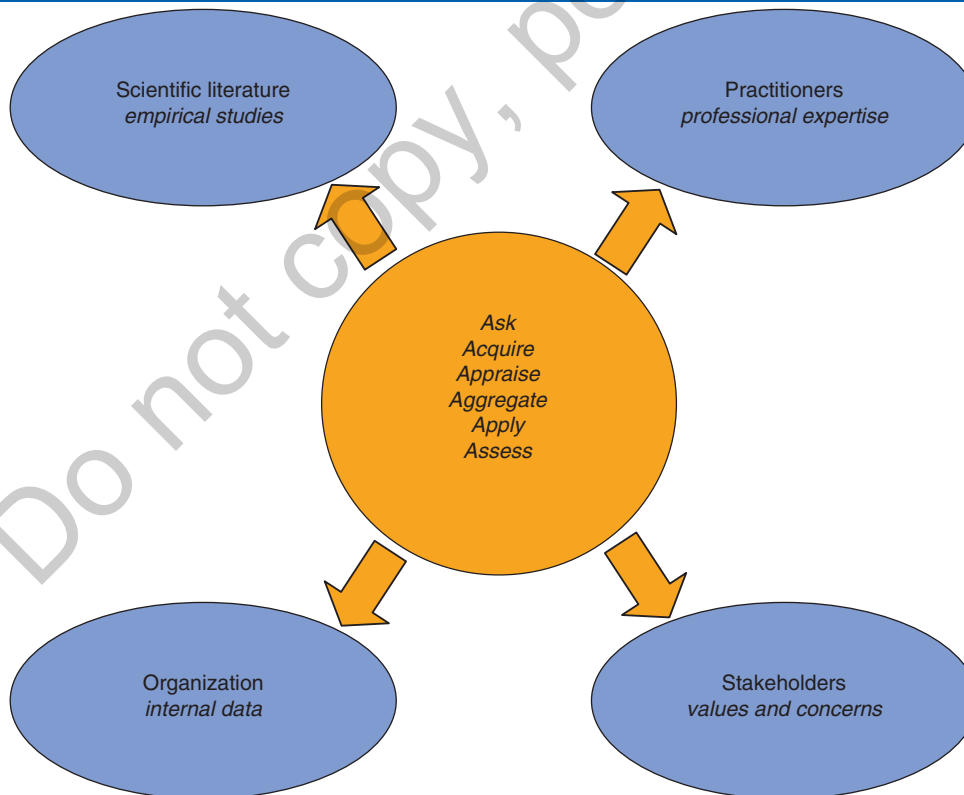 Scientific literature
empirical studies
Practitioners
professional expertise
Ask
Acquire
Appraise
Aggregate
Apply
Assess
Organization
internal data
Stakeholders
values and concerns
Do not copy,